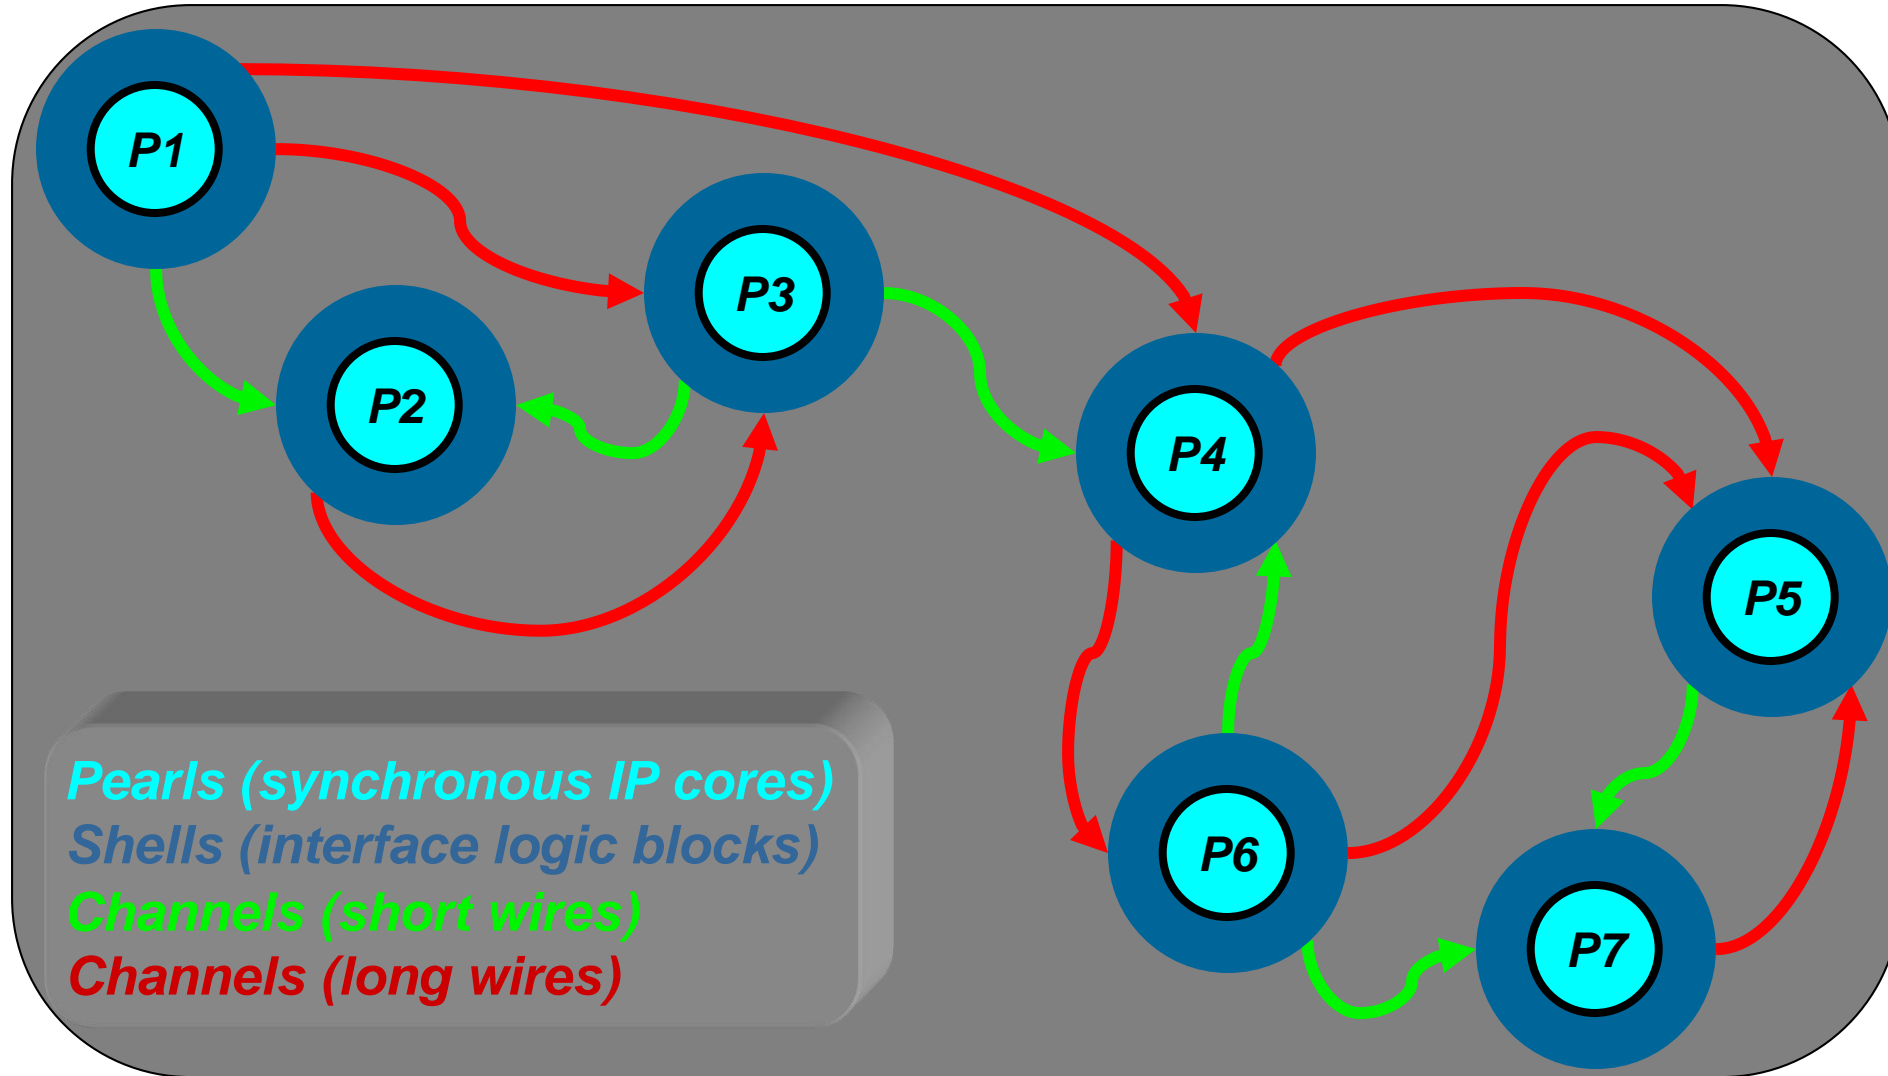 P1
P3
P2
P4
P5
P6
P7
Pearls (synchronous IP cores)
Shells (interface logic blocks)
Channels (short wires)
Channels (long wires)